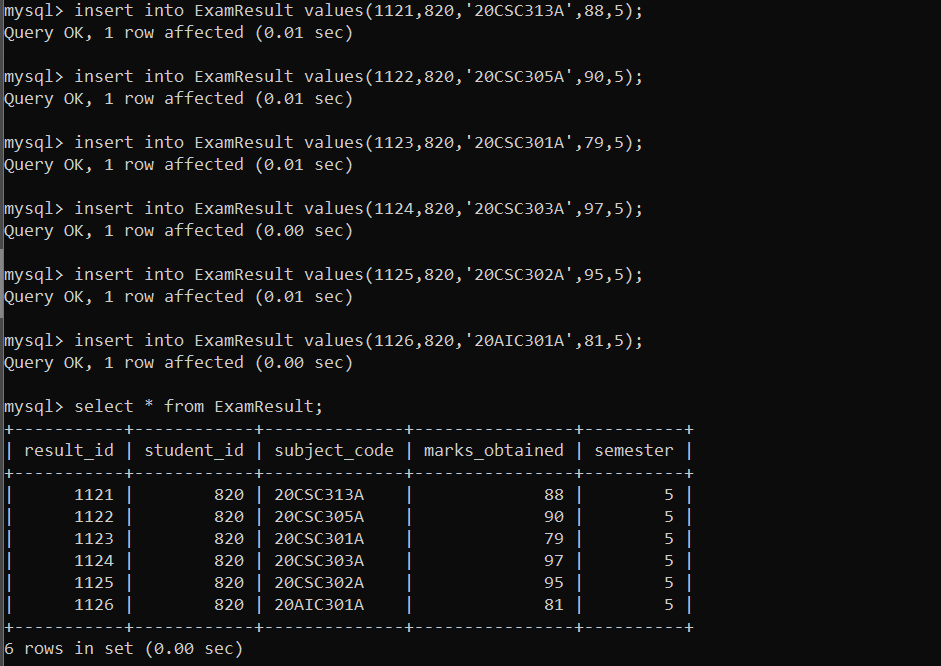 mysql> insert into ExamResult values(1121,820,'20CSC313A',88,5);
Query OK, 1 row affected (0.01 sec)
mysql> insert into ExamResult values(1122,820,'20CSC305A',90,5);
Query OK, 1 row affected (0.01 sec)
mysql> insert into ExamResult values(1123,820,'20CSC301A',79,5);
Query OK, 1 row affected (0.01 sec)
mysql> insert into ExamResult values(1124,820,'20CSC303A',97,5);
Query OK, 1 row affected (0.00 sec)
mysql> insert into ExamResult values(1125,820,'20CSC302A',95,5);
Query OK, 1 row affected (0.01 sec)
mysql> insert into ExamResult values(1126,820,'20AIC301A',81,5);
Query OK, 1 row affected (0.00 sec)
mysql> select * from ExamResult;
+-----------+------------+--------------+----------------+----------+
| result_id | student_id | subject_code | marks_obtained | semester |
+-----------+------------+--------------+----------------+----------+
|      1121 |        820 | 20CSC313A    |             88 |        5 |
|      1122 |        820 | 20CSC305A    |             90 |        5 |
|      1123 |        820 | 20CSC301A    |             79 |        5 |
|      1124 |        820 | 20CSC303A    |             97 |        5 |
|      1125 |        820 | 20CSC302A    |             95 |        5 |
|      1126 |        820 | 20AIC301A    |             81 |        5 |
+-----------+------------+--------------+----------------+----------+
6 rows in set (0.00 sec)